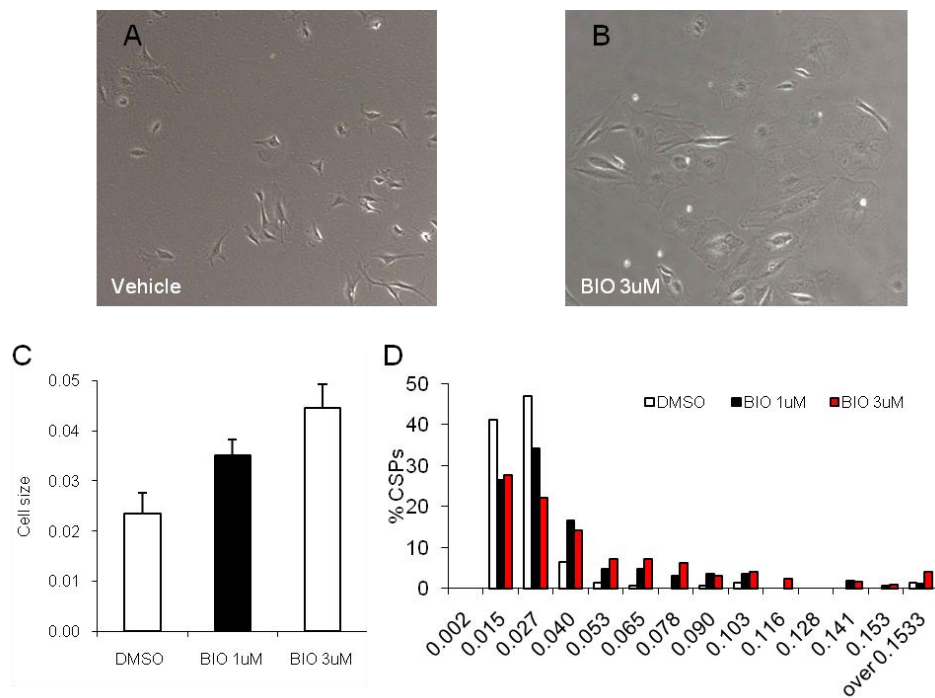 A
Vehicle
B
BIO 3uM
C
Cell size
0.05
0.04
0.03
0.02
0.01
0.00
DMSO
BIO 1uM
BIO 3uM
D
% CSPs
50
40
30
20
10
0
DMSO
BIO 1uM
BIO 3uM
0.002
0.015
0.027
0.040
0.053
0.065
0.078
0.090
0.103
0.116
0.128
0.141
0.153
over 0.1533